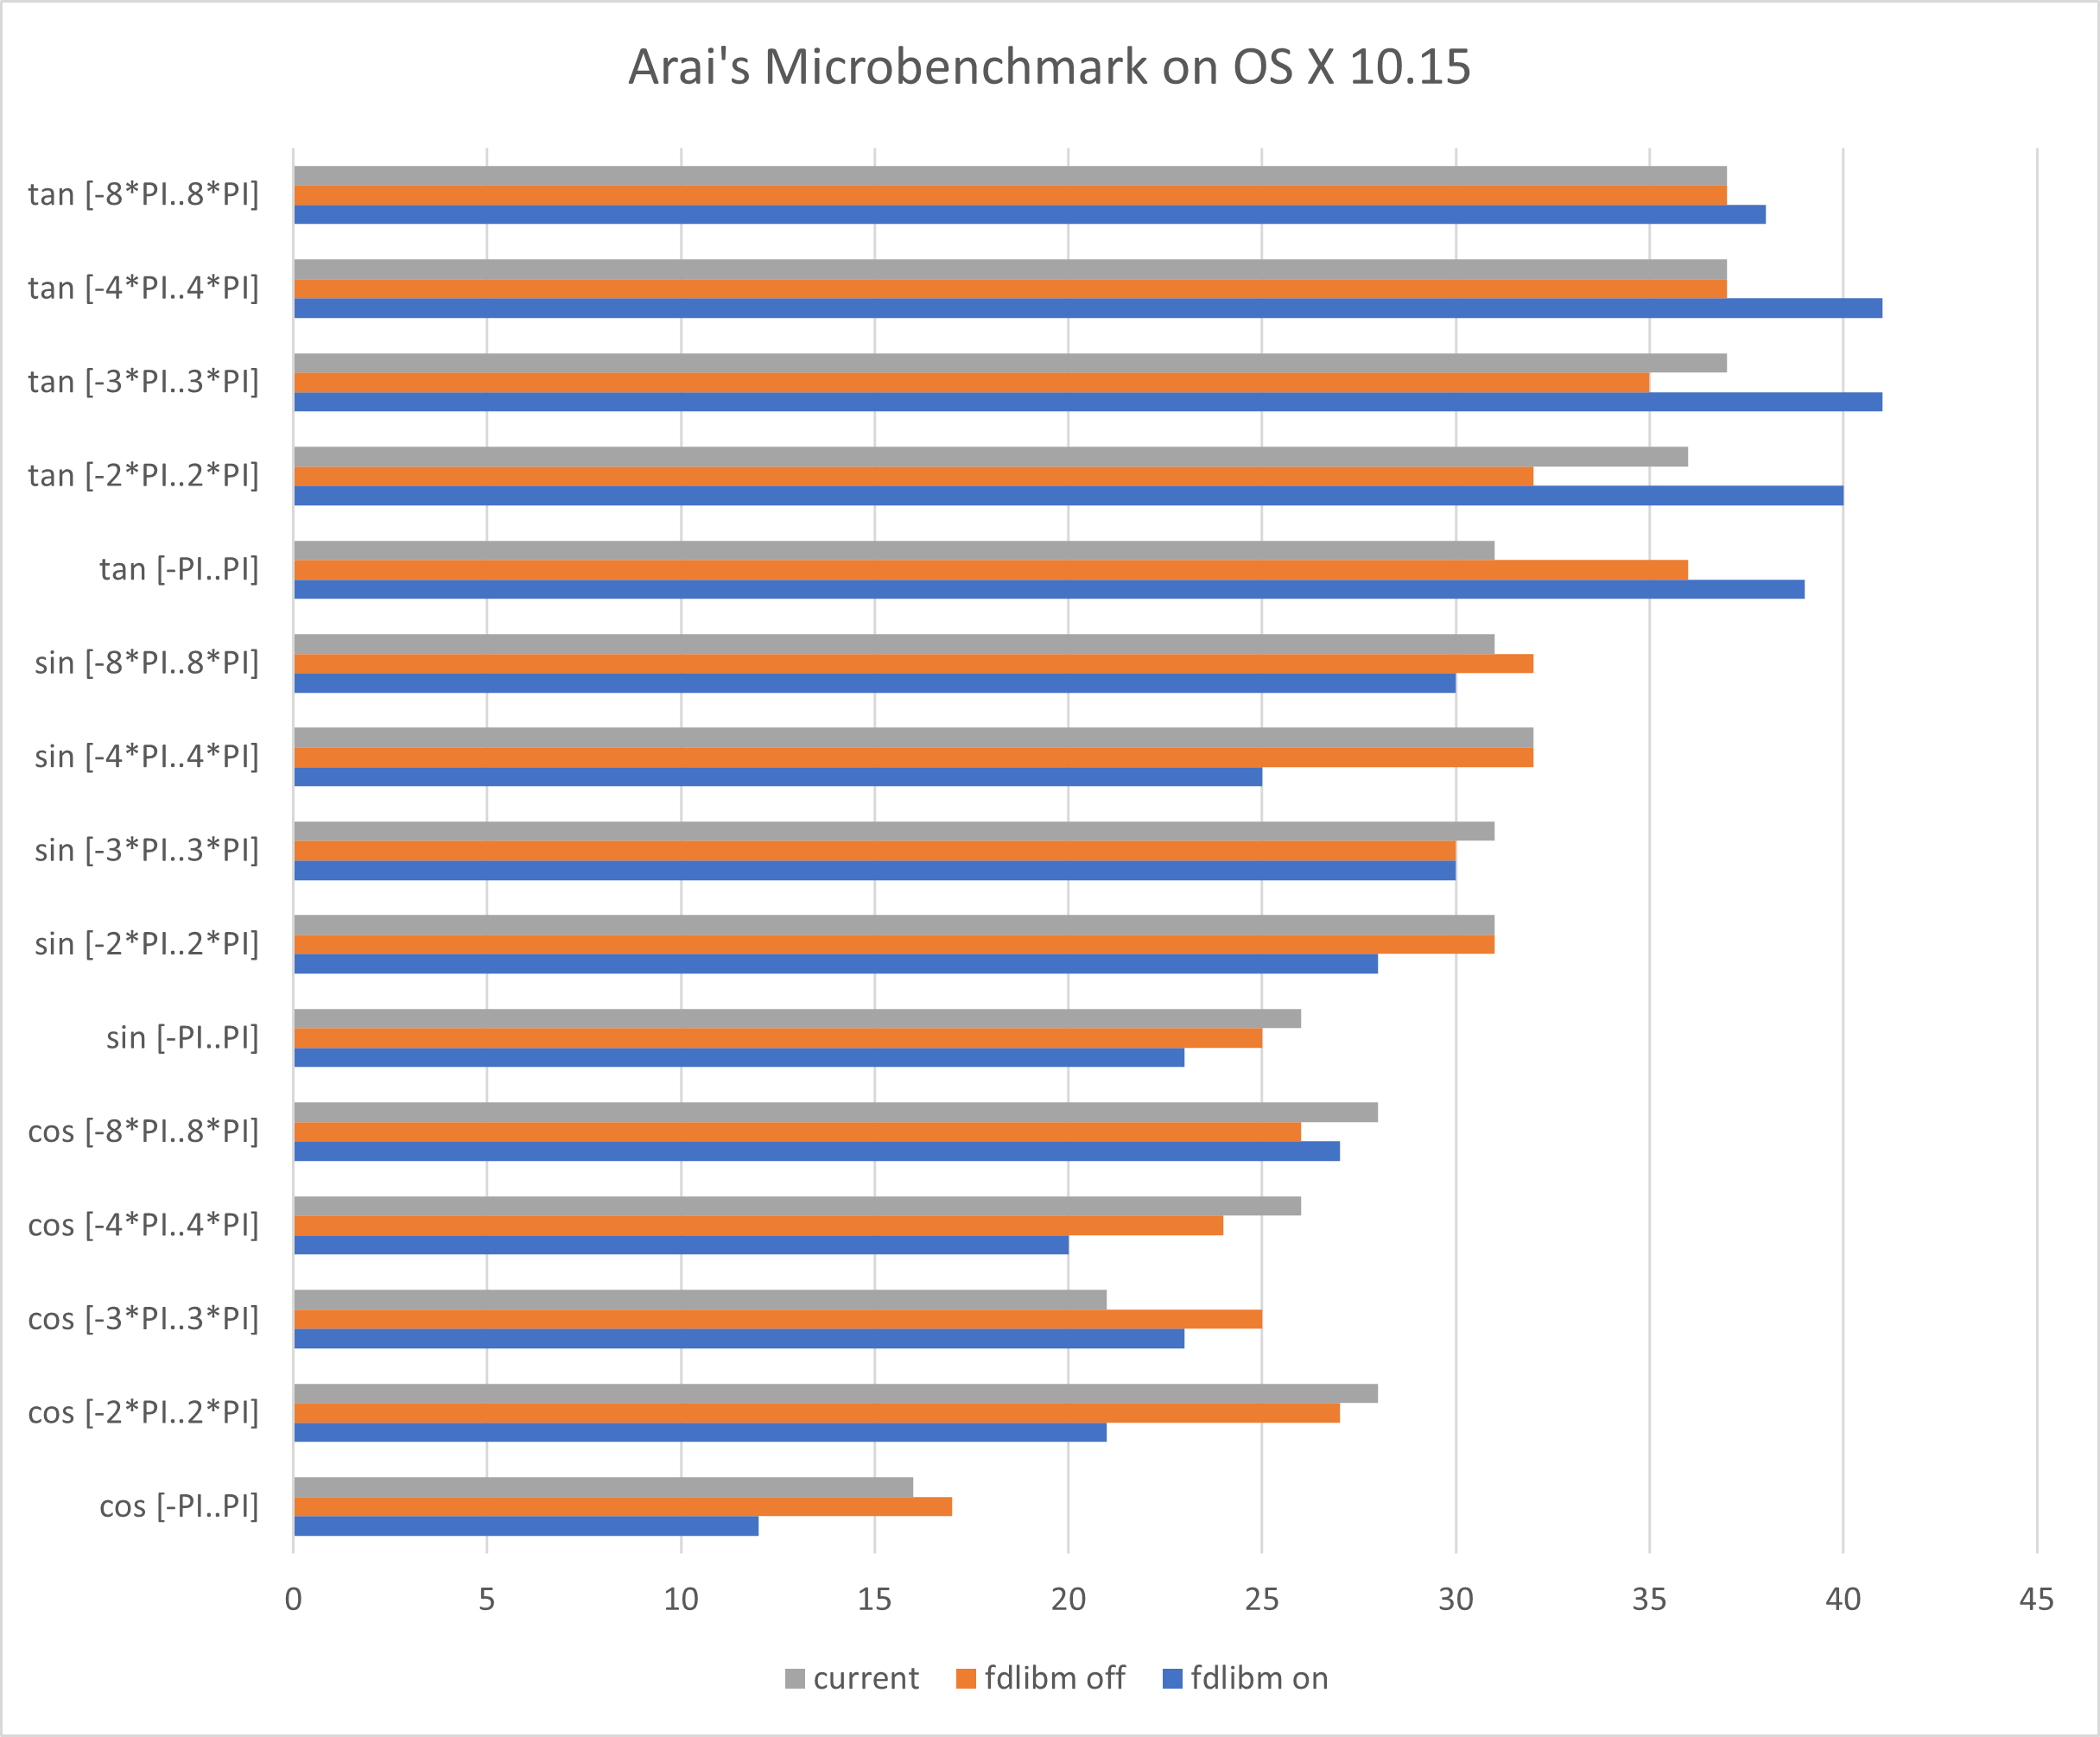 Arai's Microbenchmark on OS X 10.15
tan [-8*PI..8*PI]
tan [-4*PI..4*PI]
tan [-3*PI..3*PI]
tan [-2*PI..2*PI]
tan [-PI..PI]
sin [-8*PI..8*PI]
sin [-4*PI..4*PI]
sin [-3*PI..3*PI]
sin [-2*PI..2*PI]
sin [-PI..PI]
cos [-8*PI..8*PI]
cos [-4*PI..4*PI]
cos [-3*PI..3*PI]
cos [-2*PI..2*PI]
cos [-PI..PI]
0 5 10 15 20 25 30 35 40 45
current fdlibm off fdlibm on